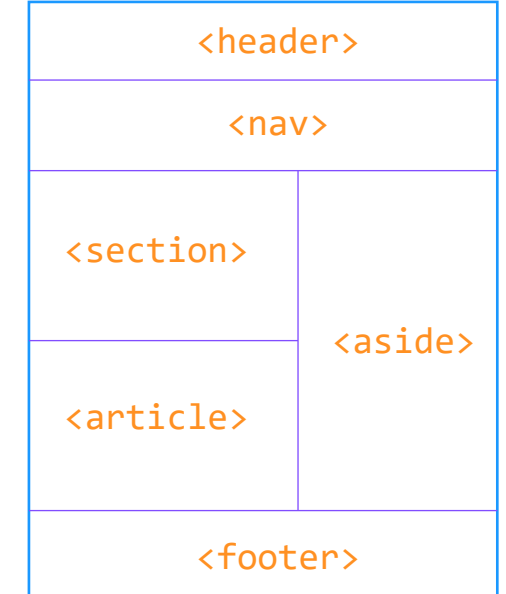 <header>
<nav>
<section>
<aside>
<article>
<footer>